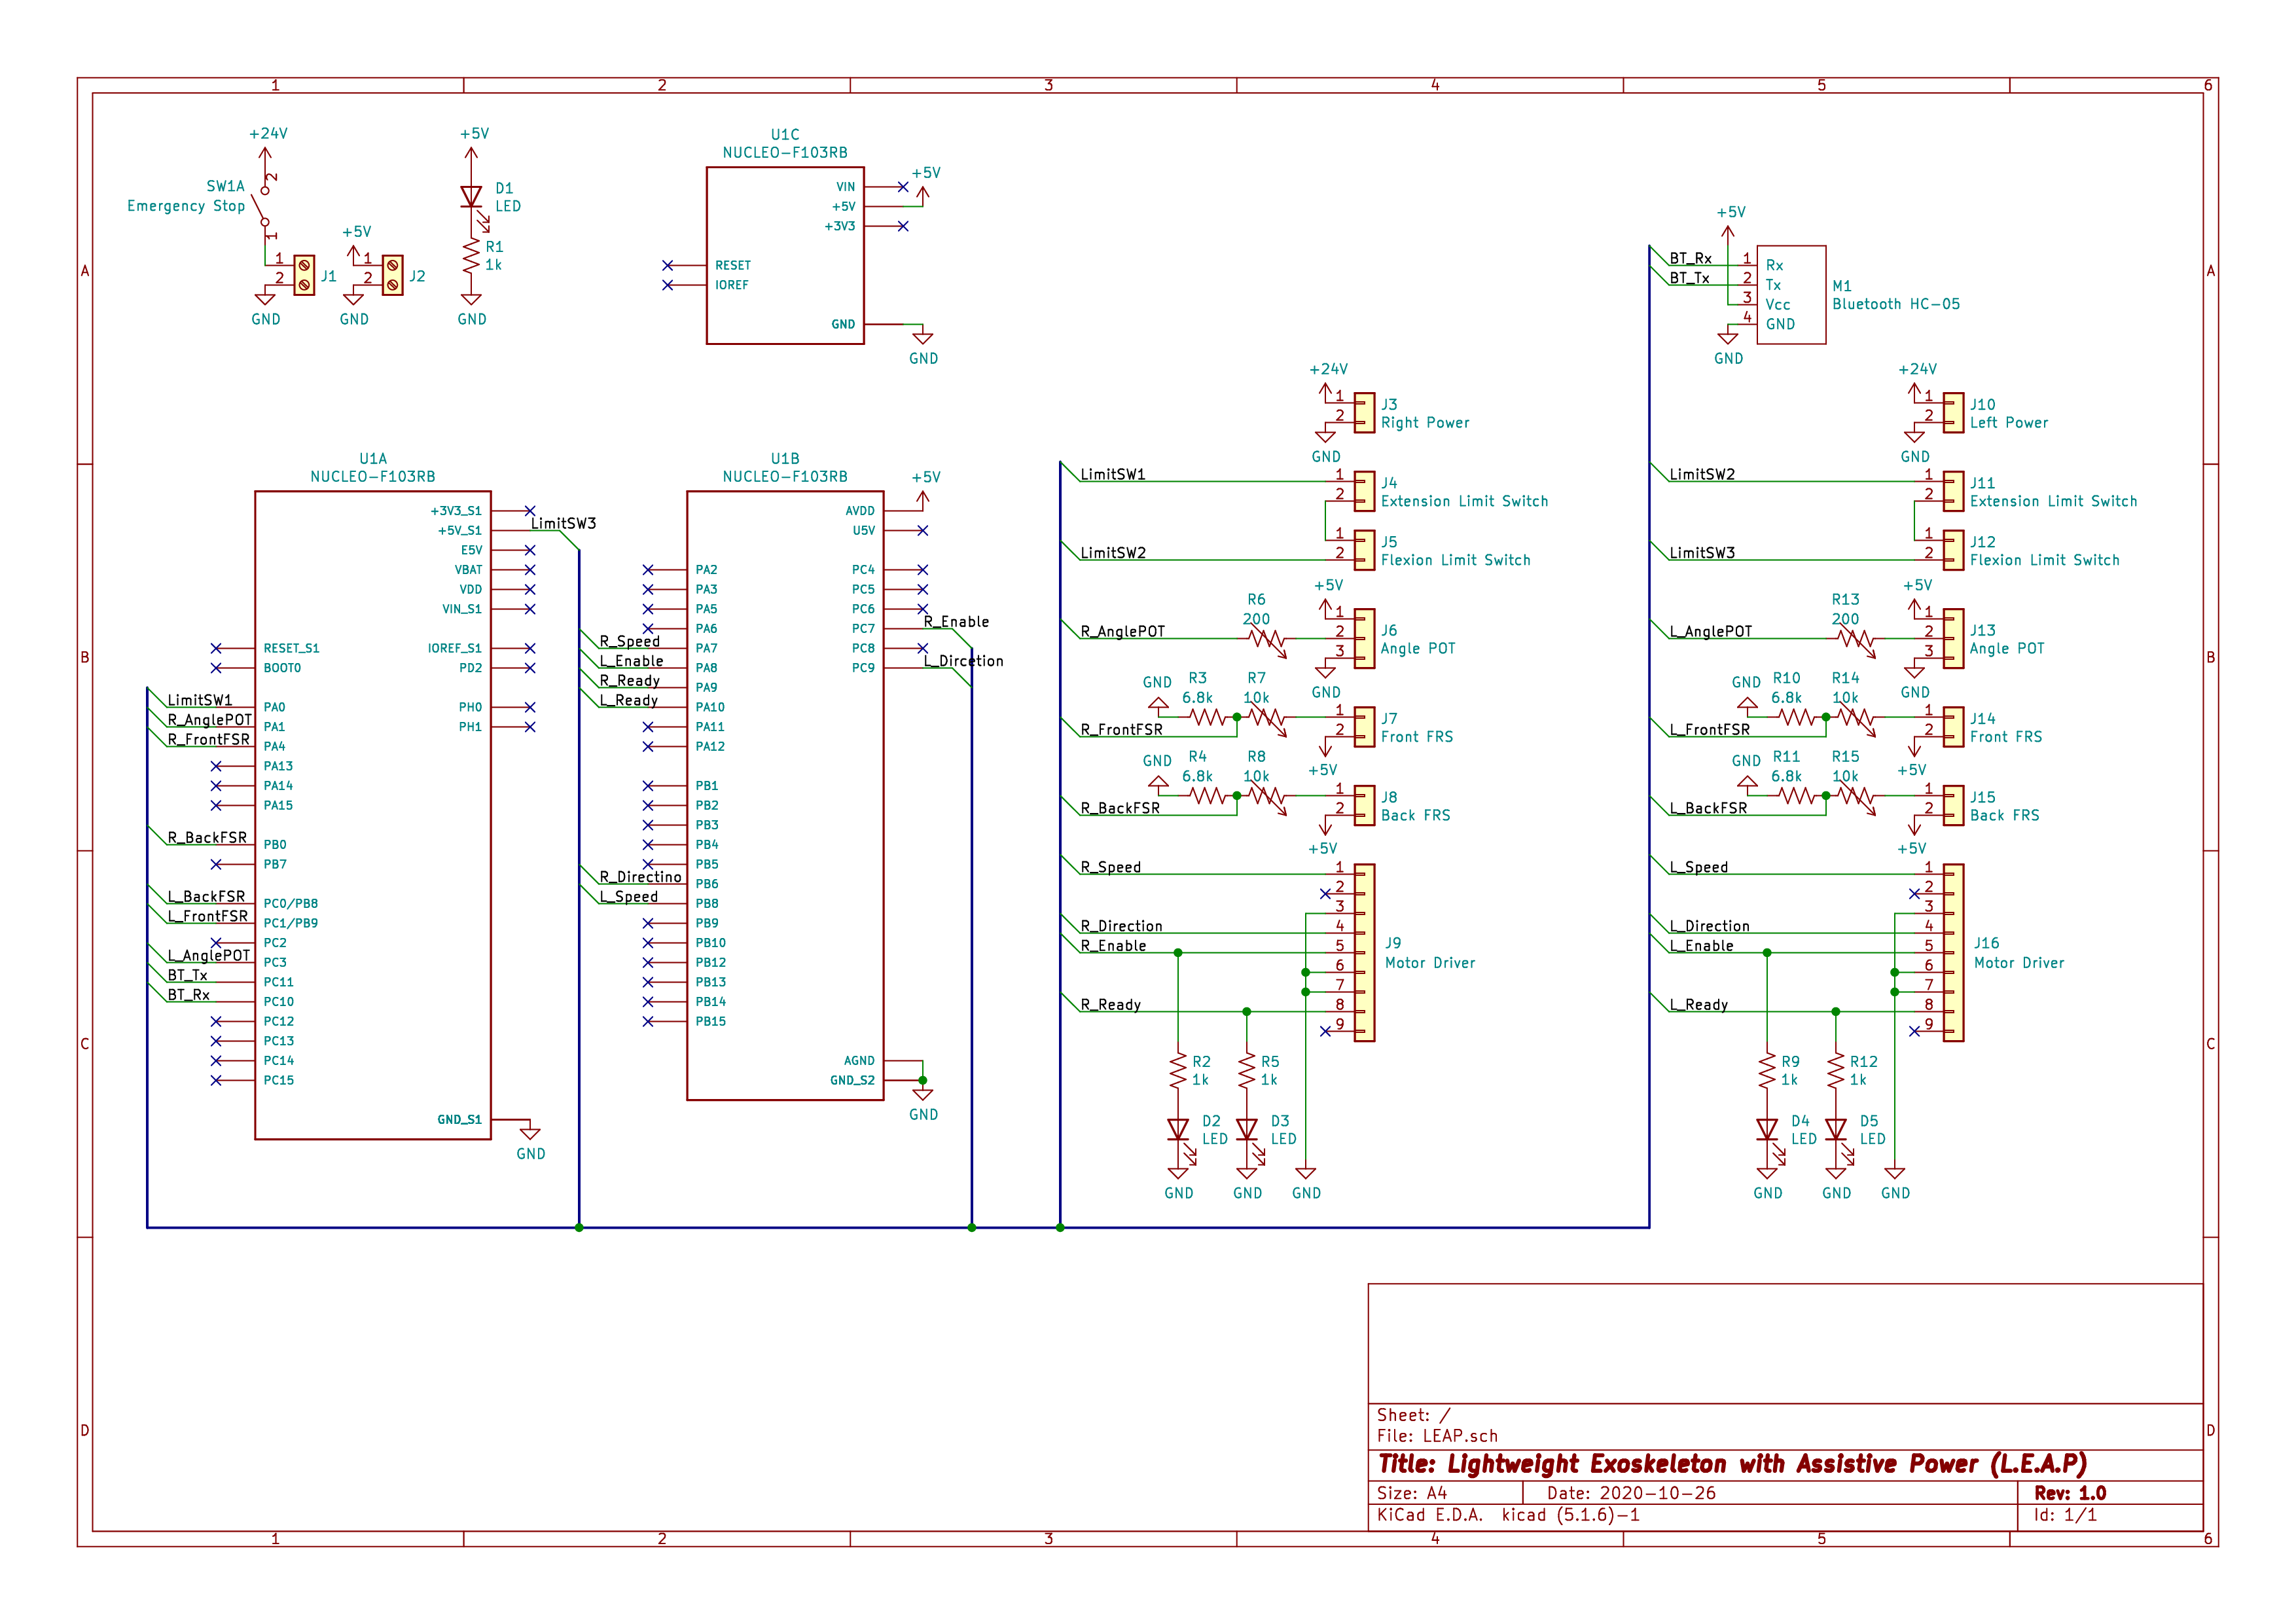 1 2 3 4 5 6
A
B
C
D
+24V
2
SW1A
Emergency Stop
1
1
2
J1
GND
+5V
1
2
J2
GND
+5V
D1
LED
R1
1k
GND
U1C
NUCLEO-F103RB
VIN
+5V
+3V3
RESET
IOREF
GND
+5V
GND
+5V
BT_Rx
BT_Tx
1
2
3
4
Rx
Tx
Vcc
GND
M1
Bluetooth HC-05
GND
U1A
NUCLEO-F103RB
+3V3_S1
+5V_S1
E5V
VBAT
VDD
VIN_S1
IOREF_S1
PD2
PH0
PH1
GND_S1
LimitSW3
GND
RESET_S1
BOOT0
LimitSW1
PA0
R_AnglePOT
PA1
R_FrontFSR
PA4
PA13
PA14
PA15
R_BackFSR
PB0
PB7
L_BackFSR
PC0/PB8
L_FrontFSR
PC1/PB9
PC2
L_AnglePOT
PC3
BT_Tx
PC11
BT_Rx
PC10
PC12
PC13
PC14
PC15
U1B
NUCLEO-F103RB
PA2
PA3
PA5
PA6
R_Speed
PA7
L_Enable
PA8
R_Ready
PA9
L_Ready
PA10
PA11
PA12
PB1
PB2
PB3
PB4
PB5
R_Directino
PB6
L_Speed
PB8
PB9
PB10
PB12
PB13
PB14
PB15
+5V
AVDD
U5V
PC4
PC5
PC6
PC7
R_Enable
PC8
PC9
L_Dircetion
AGND
GND_S2
GND
+24V
1
2
J3
Right Power
GND
LimitSW1
1
2
J4
Extension Limit Switch
LimitSW2
1
2
J5
Flexion Limit Switch
R_AnglePOT
R6
200
+5V
1
2
3
J6
Angle POT
GND
R_FrontFSR
GND
R3
6.8k
R7
10k
1
2
J7
Front FRS
+5V
R_BackFSR
GND
R4
6.8k
R8
10k
1
2
J8
Back FRS
+5V
R_Speed
R_Direction
R_Enable
R_Ready
1
2
3
4
5
6
7
8
9
J9
Motor Driver
R2
1k
R5
1k
D2
LED
D3
LED
GND
GND
GND
+24V
1
2
J10
Left Power
GND
LimitSW2
1
2
J11
Extension Limit Switch
LimitSW3
1
2
J12
Flexion Limit Switch
L_AnglePOT
R13
200
+5V
1
2
3
J13
Angle POT
GND
L_FrontFSR
GND
R10
6.8k
R14
10k
1
2
J14
Front FRS
+5V
L_BackFSR
GND
R11
6.8k
R15
10k
1
2
J15
Back FRS
+5V
L_Speed
L_Direction
L_Enable
L_Ready
1
2
3
4
5
6
7
8
9
J16
Motor Driver
R9
1k
R12
1k
D4
LED
D5
LED
GND
GND
GND
Sheet: /
File: LEAP.sch
Title: Lightweight Exoskeleton with Assistive Power (L.E.A.P)
Size: A4 Date: 2020-10-26 Rev: 1.0
KiCad E.D.A. kicad (5.1.6)-1 Id: 1/1
A
B
C
D
1 2 3 4 5 6